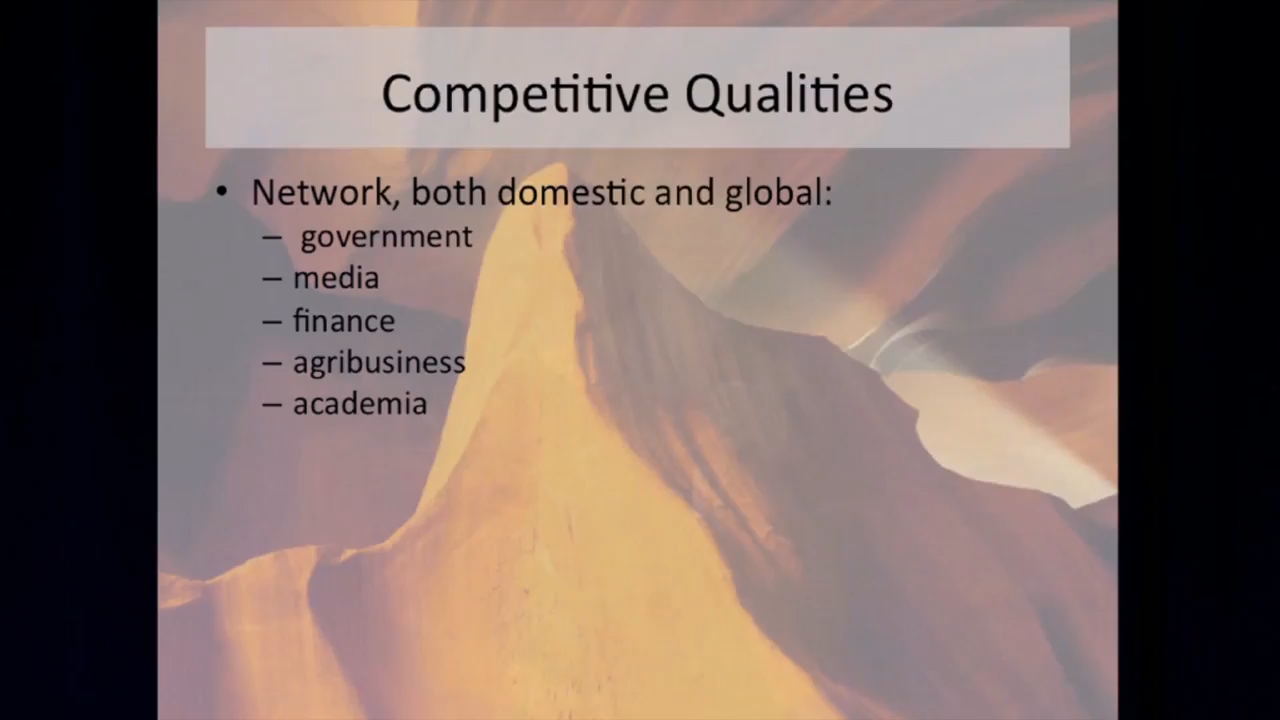 Competitive Qualities
• Network, both domestic and global:
– government
– media
– finance
– agribusiness
– academia